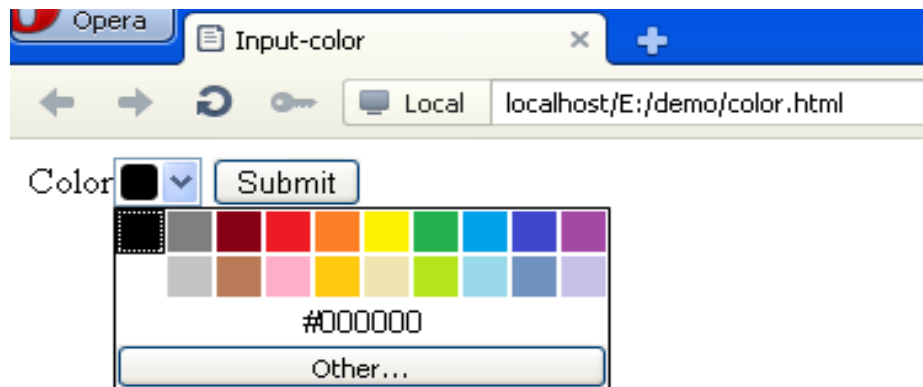 Opera
Input-color
Local localhost/E:/demo/color.html
Color Submit
#000000
Other...